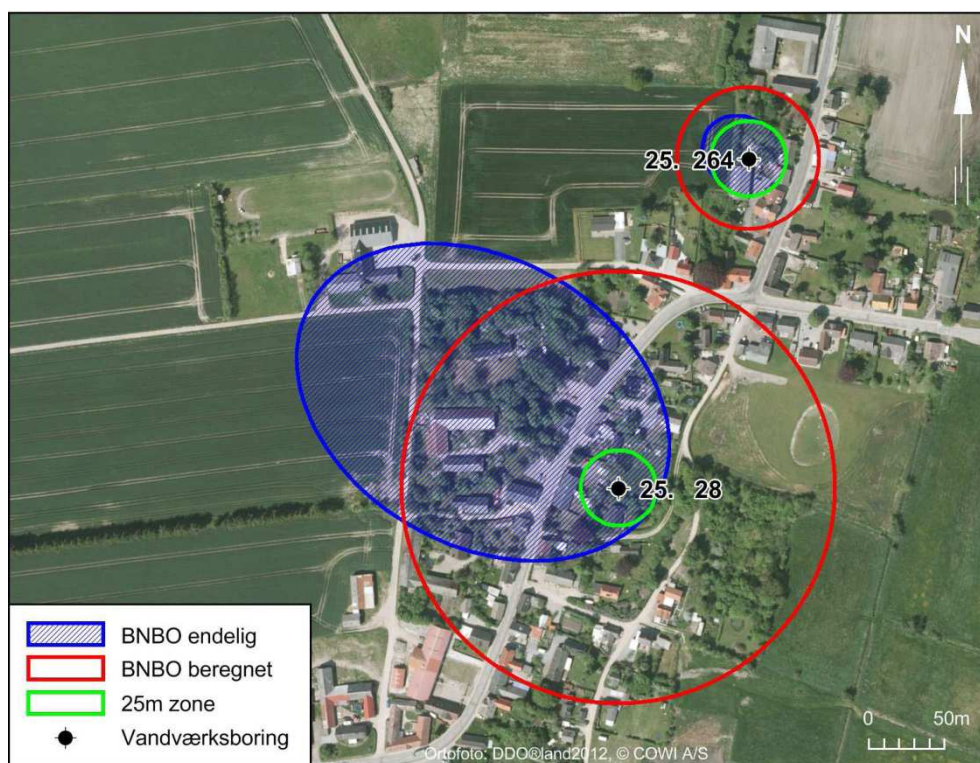 N
25. 264
25. 28
BNBO endelig
BNBO beregnet
25m zone
Vandværksboring
0 50m
Ortofoto: DDO®land2012, © COWI A/S